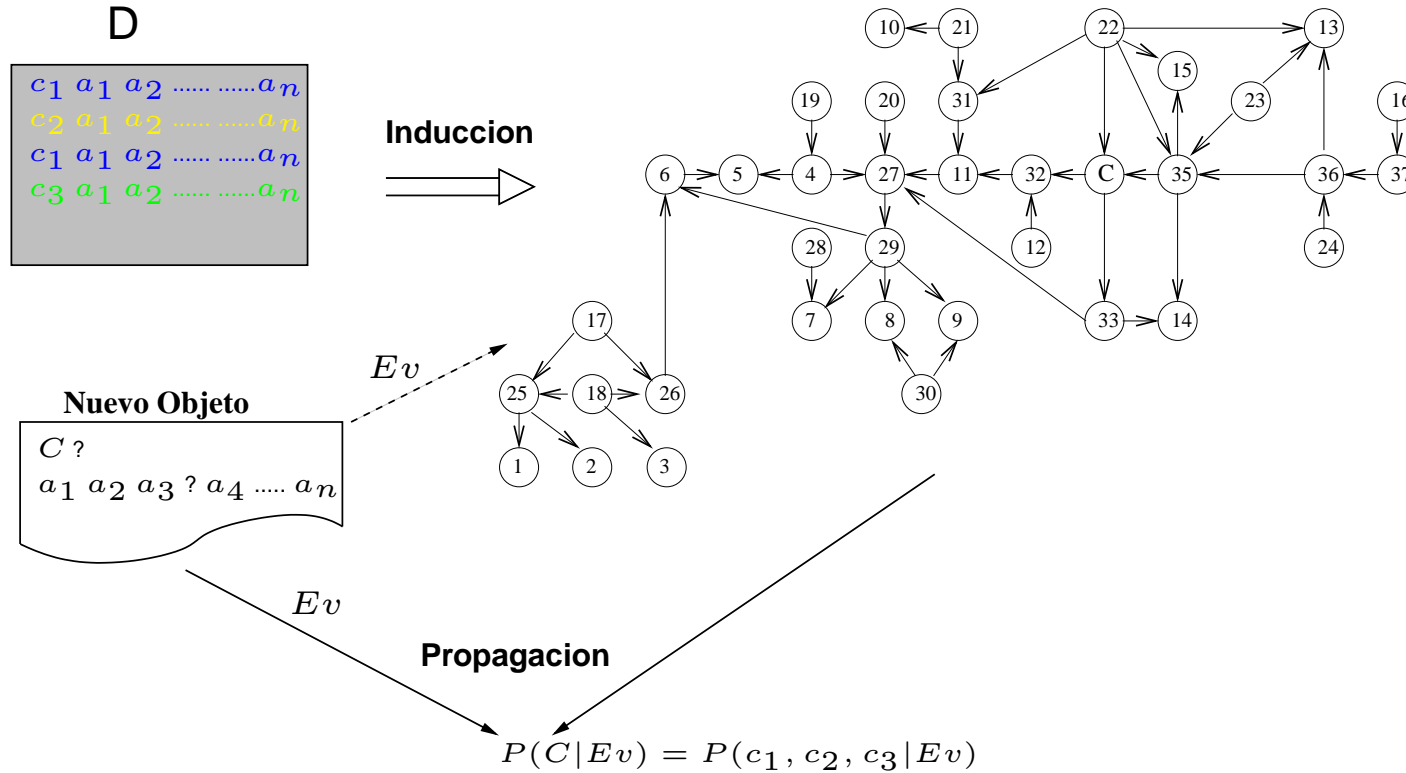 D
c1 a1 a2 ...... ......an
c2 a1 a2 ...... ......an
c1 a1 a2 ...... ......an
c3 a1 a2 ...... ......an
Induccion
10 21 22 13
15
19 20 31 23 16
6 5 4 27 11 32 C 35 36 37
28 29 12 24
17 7 8 9 33 14
Ev
25 18 26 30
Nuevo Objeto
1 2 3
C ?
a1 a2 a3 ? a4 ..... an
Ev
Propagacion
P(C|Ev) = P(c1, c2, c3|Ev)